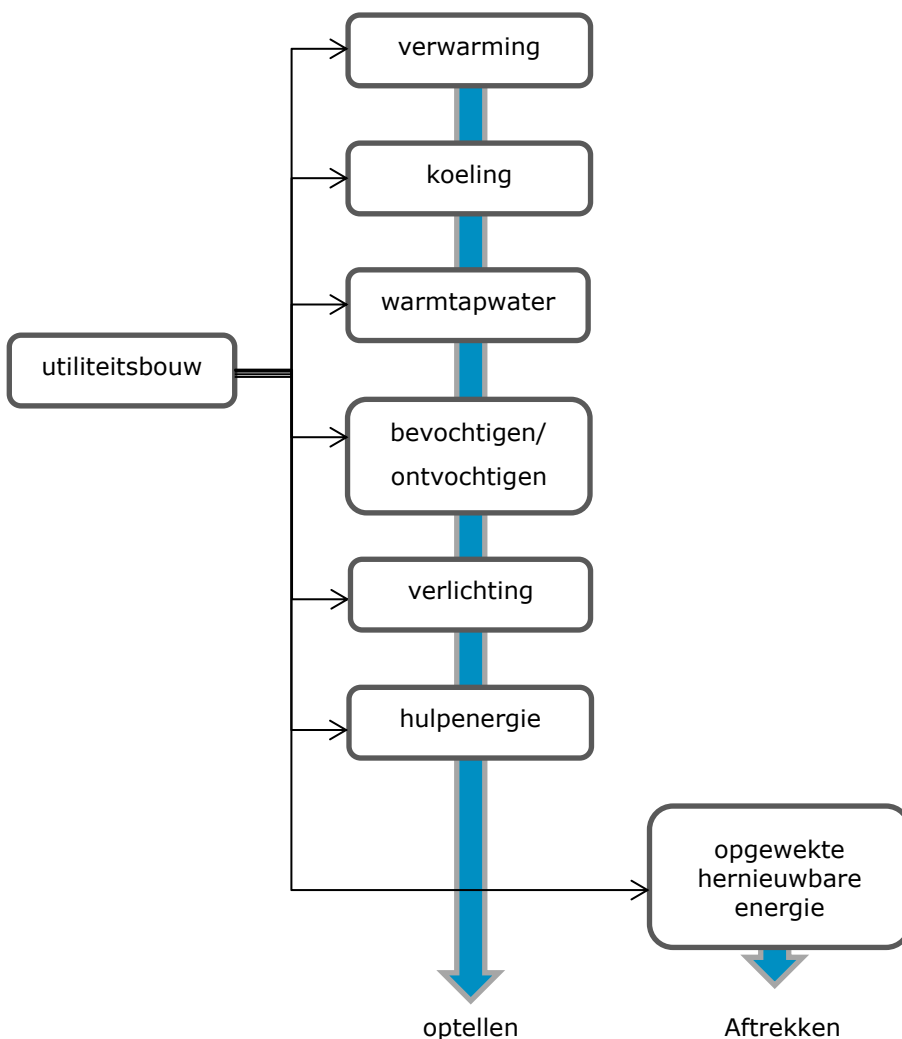 verwarming
koeling
warmtapwater
utiliteitsbouw
bevochtigen/
ontvochtigen
verlichting
hulpenergie
opgewekte
hernieuwbare
energie
optellen
Aftrekken